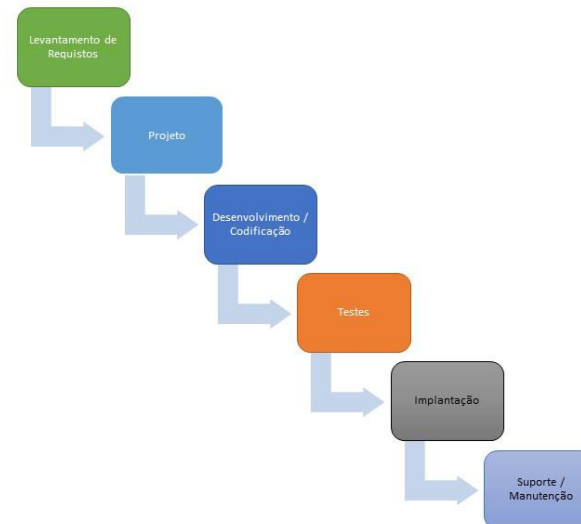 Levantamento de
Requistos
Projeto
Desenvolvimento /
Codificação
Testes
Implantação
Suporte /
Manutenção